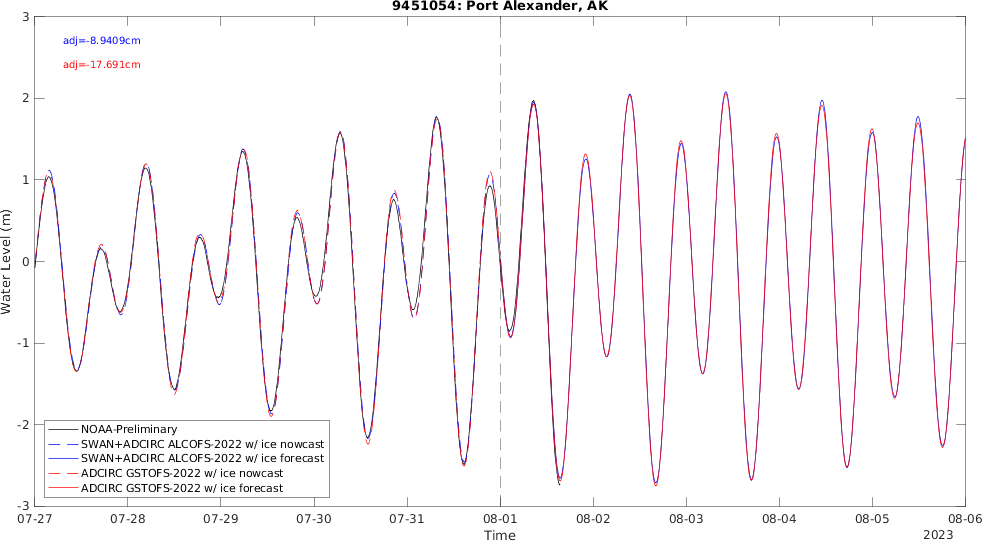 9451054: Port Alexander, AK
adj=-8.9409cm
adj=-17.691cm
3
2
1
0
-1
-2
-3
Water Level (m)
NOAA-Preliminary
SWAN+ADCIRC ALCOFS-2022 w/ ice nowcast
SWAN+ADCIRC ALCOFS-2022 w/ ice forecast
ADCIRC GSTOFS-2022 w/ ice nowcast
ADCIRC GSTOFS-2022 w/ ice forecast
07-27 07-28 07-29 07-30 07-31 08-01 08-02 08-03 08-04 08-05 08-06
Time
2023